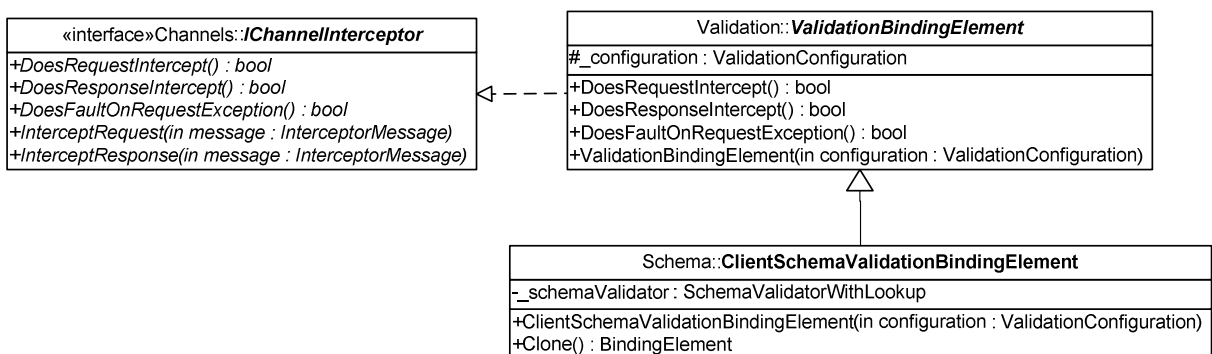 «interface»Channels::IChannelInterceptor
+DoesRequestIntercept() : bool
+DoesResponseIntercept() : bool
+DoesFaultOnRequestException() : bool
+InterceptRequest(in message : InterceptorMessage)
+InterceptResponse(in message : InterceptorMessage)
Validation::ValidationBindingElement
#_configuration : ValidationConfiguration
+DoesRequestIntercept() : bool
+DoesResponseIntercept() : bool
+DoesFaultOnRequestException() : bool
+ValidationBindingElement(in configuration : ValidationConfiguration)
Schema::ClientSchemaValidationBindingElement
-_schemaValidator : SchemaValidatorWithLookup
+ClientSchemaValidationBindingElement(in configuration : ValidationConfiguration)
+Clone() : BindingElement